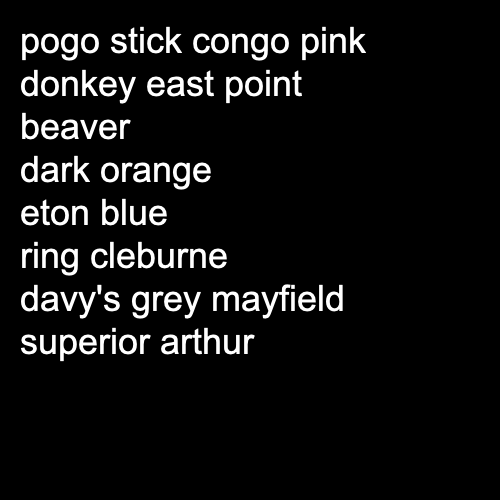 pogo stick congo pink
donkey east point
beaver
dark orange
eton blue
ring cleburne
davy's grey mayfield
superior arthur